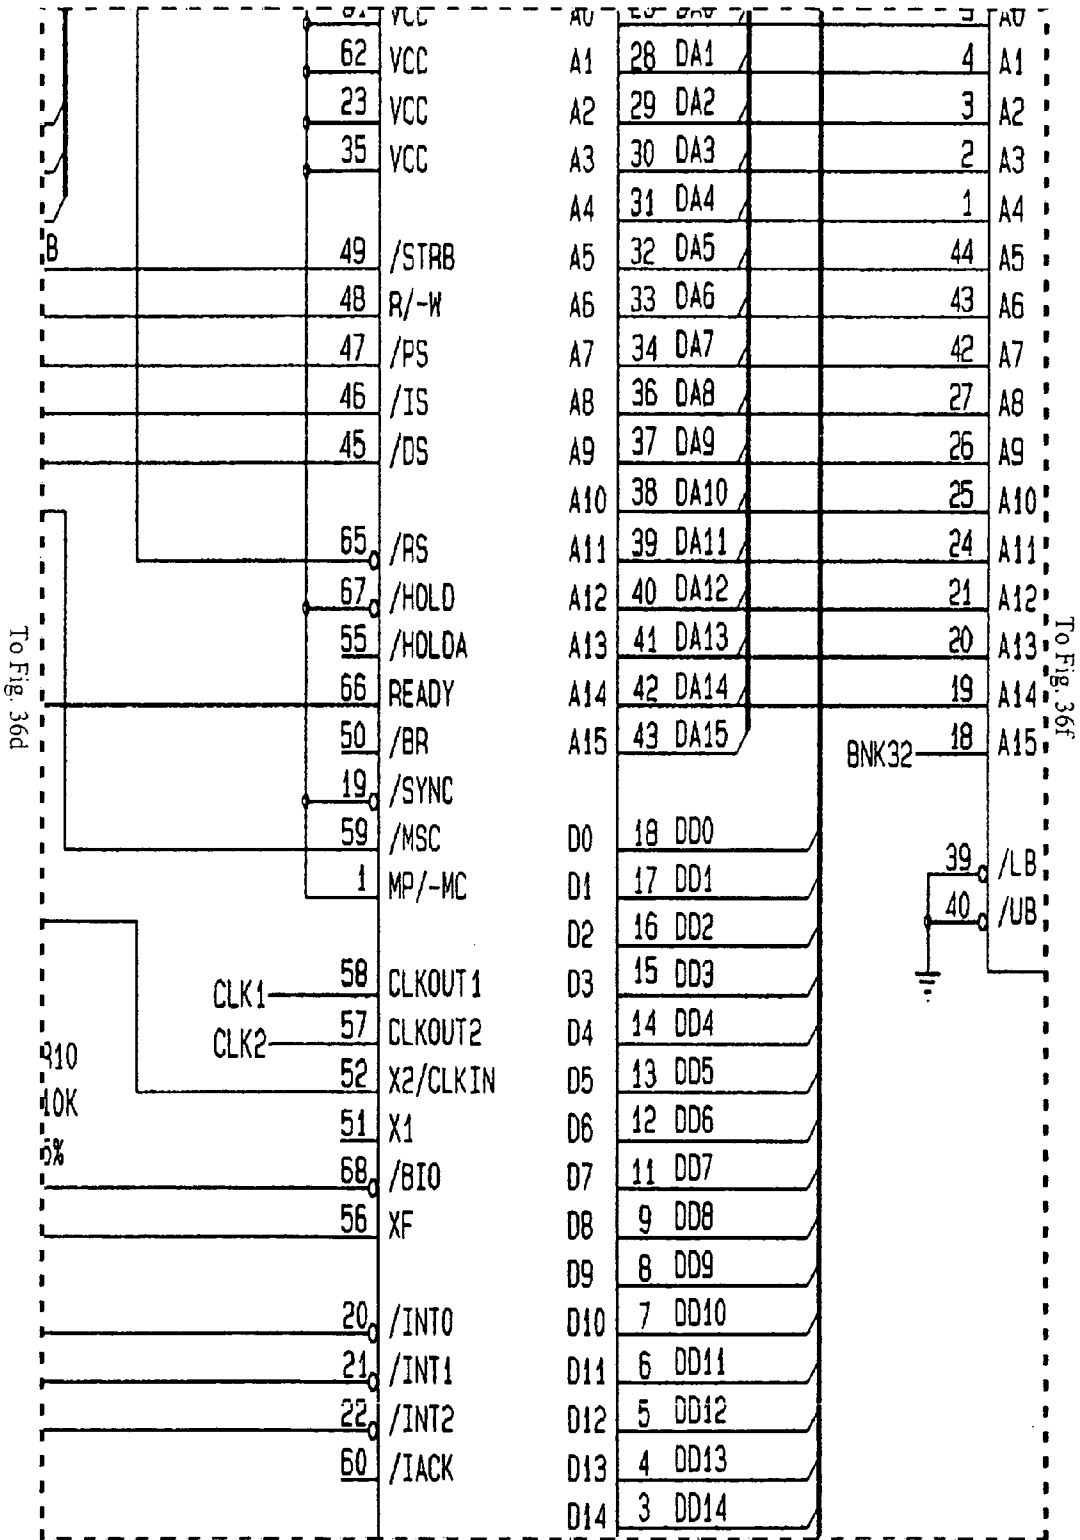 VCC A0 DA0 A0
62 VCC A1 28 DA1 4 A1
23 VCC A2 29 DA2 3 A2
35 VCC A3 30 DA3 2 A3
A4 31 DA4 1 A4
B 49 /STRB A5 32 DA5 44 A5
48 R/-W A6 33 DA6 43 A6
47 /PS A7 34 DA7 42 A7
46 /IS A8 36 DA8 27 A8
45 /DS A9 37 DA9 26 A9
A10 38 DA10 25 A10
65 /RS A11 39 DA11 24 A11
67 /HOLD A12 40 DA12 21 A12
55 /HOLDA A13 41 DA13 20 A13
66 READY A14 42 DA14 19 A14
50 /BR A15 43 DA15 BNK32 18 A15
19 /SYNC
59 /MSC D0 18 DD0
39 /LB
1 MP/-MC D1 17 DD1
40 /UB
D2 16 DD2
CLK1 58 CLKOUT1 D3 15 DD3
CLK2 57 CLKOUT2 D4 14 DD4
R10
52 X2/CLKIN D5 13 DD5
10K
51 X1 D6 12 DD6
5%
68 /BIO D7 11 DD7
56 XF D8 9 DD8
D9 8 DD9
20 /INT0 D10 7 DD10
21 /INT1 D11 6 DD11
22 /INT2 D12 5 DD12
60 /IACK D13 4 DD13
D14 3 DD14
To Fig. 36d
To Fig. 36f